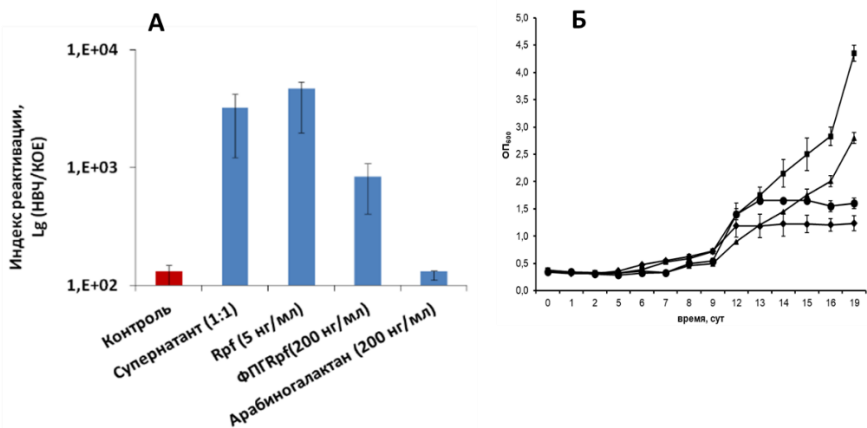 А
1,E+04
1,E+03
1,E+02
Индекс реактивации,
Lg (НВЧ/КОЕ)
Контроль
Супернатант (1:1)
Rpf (5 нг/мл)
ФПГRpf(200 нг/мл)
Арабиногалактан (200 нг/мл)
Б
5,0
4,5
4,0
3,5
3,0
2,5
2,0
1,5
1,0
0,5
0,0
ОП600
0 1 2 5 6 7 8 9 12 13 14 15 16 19
время, сут